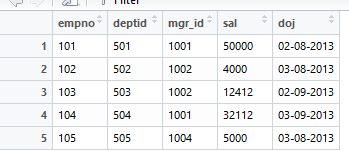 Filter
empno deptid mgr_id sal doj
1 101 501 1001 50000 02-08-2013
2 102 502 1002 4000 03-08-2013
3 103 503 1002 12412 02-09-2013
4 104 504 1001 32112 03-09-2013
5 105 505 1004 5000 03-08-2013